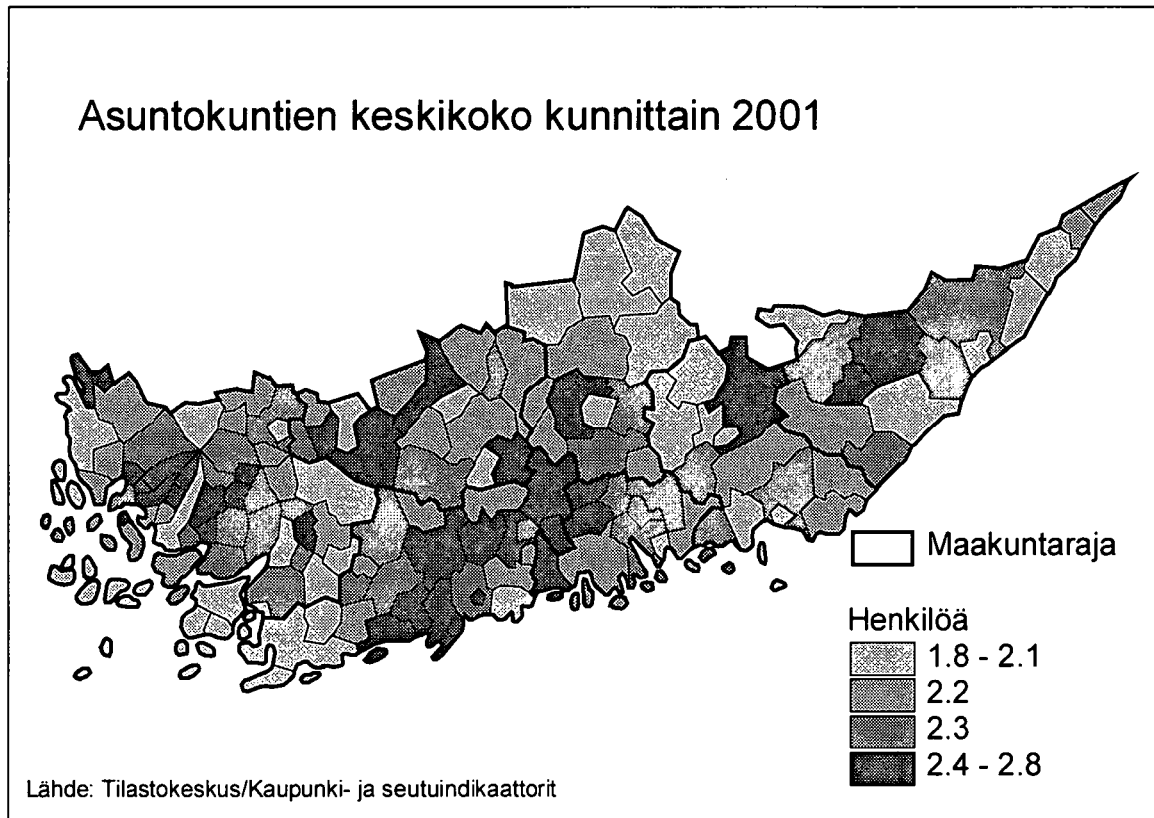 Asuntokuntien keskikoko kunnittain 2001
Maakuntaraja
Henkilöä
1.8 - 2.1
2.2
2.3
2.4 - 2.8
Lähde: Tilastokeskus/Kaupunki- ja seutuindikaattorit